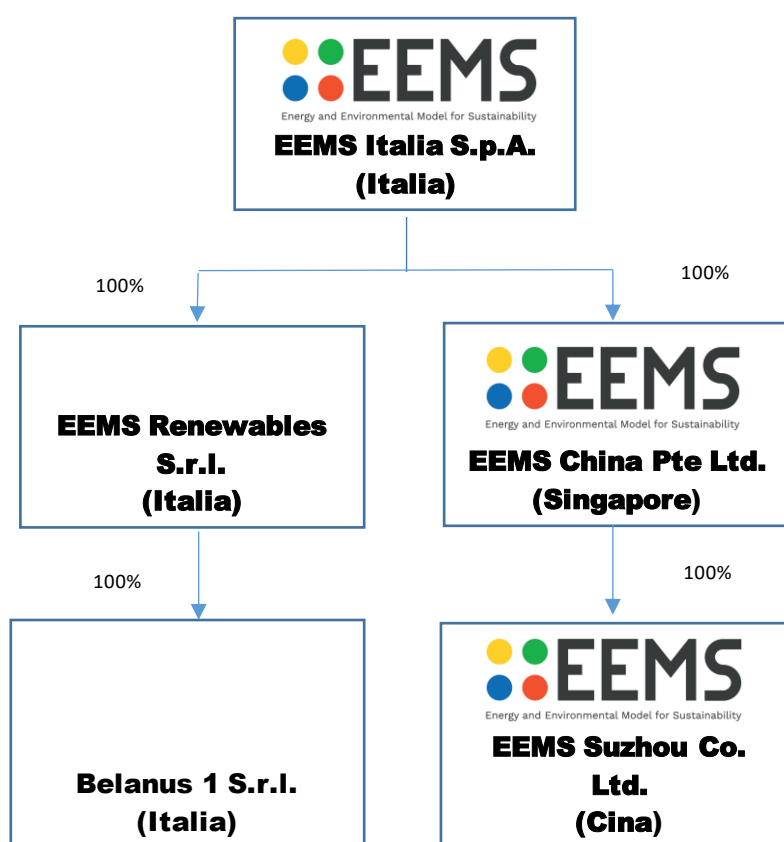 EEMS
Energy and Environmental Model for Sustainability
EEMS Italia S.p.A.
(Italia)
100%
100%
EEMS Renewables
S.r.l.
(Italia)
EEMS
Energy and Environmental Model for Sustainability
EEMS China Pte Ltd.
(Singapore)
100%
100%
Belanus 1 S.r.l.
(Italia)
EEMS
Energy and Environmental Model for Sustainability
EEMS Suzhou Co.
Ltd.
(Cina)